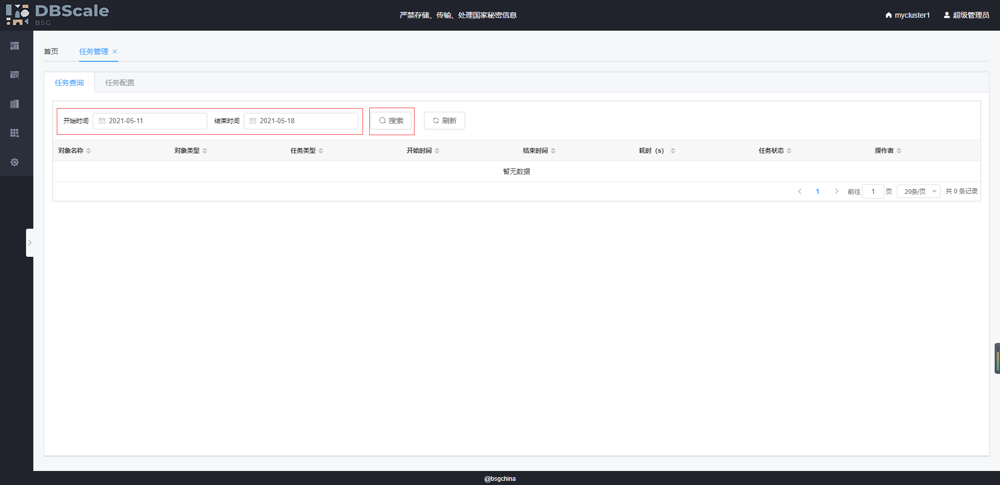 DBScale
BSG
严禁存储、传输、处理国家秘密信息
mycluster1
超级管理员
首页
任务管理
任务查询
任务配置
开始时间 2021-05-11 结束时间 2021-05-18 搜索 刷新
对象名称 对象类型 任务类型 开始时间 结束时间 耗时（s） 任务状态 操作者
暂无数据
1 前往 1 页 20条/页 共 0 条记录
@bsgchina